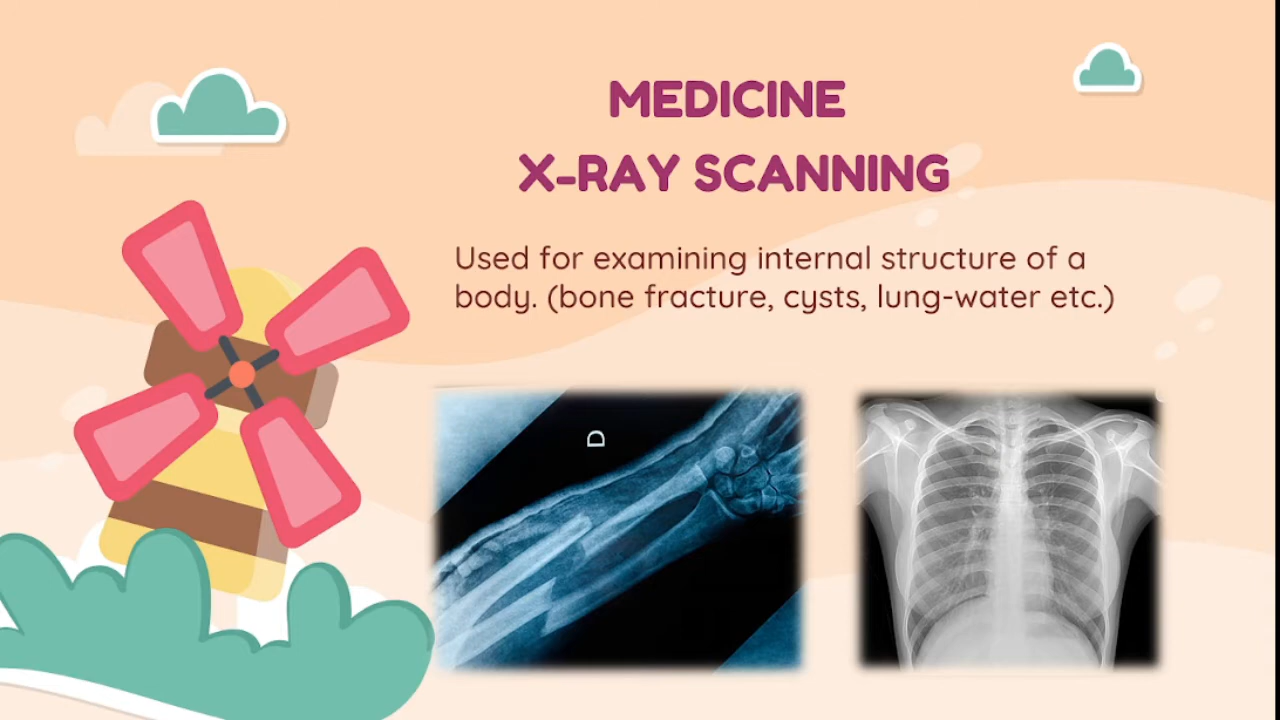 MEDICINE
X-RAY SCANNING
Used for examining internal structure of a
body. (bone fracture, cysts, lung-water etc.)
D